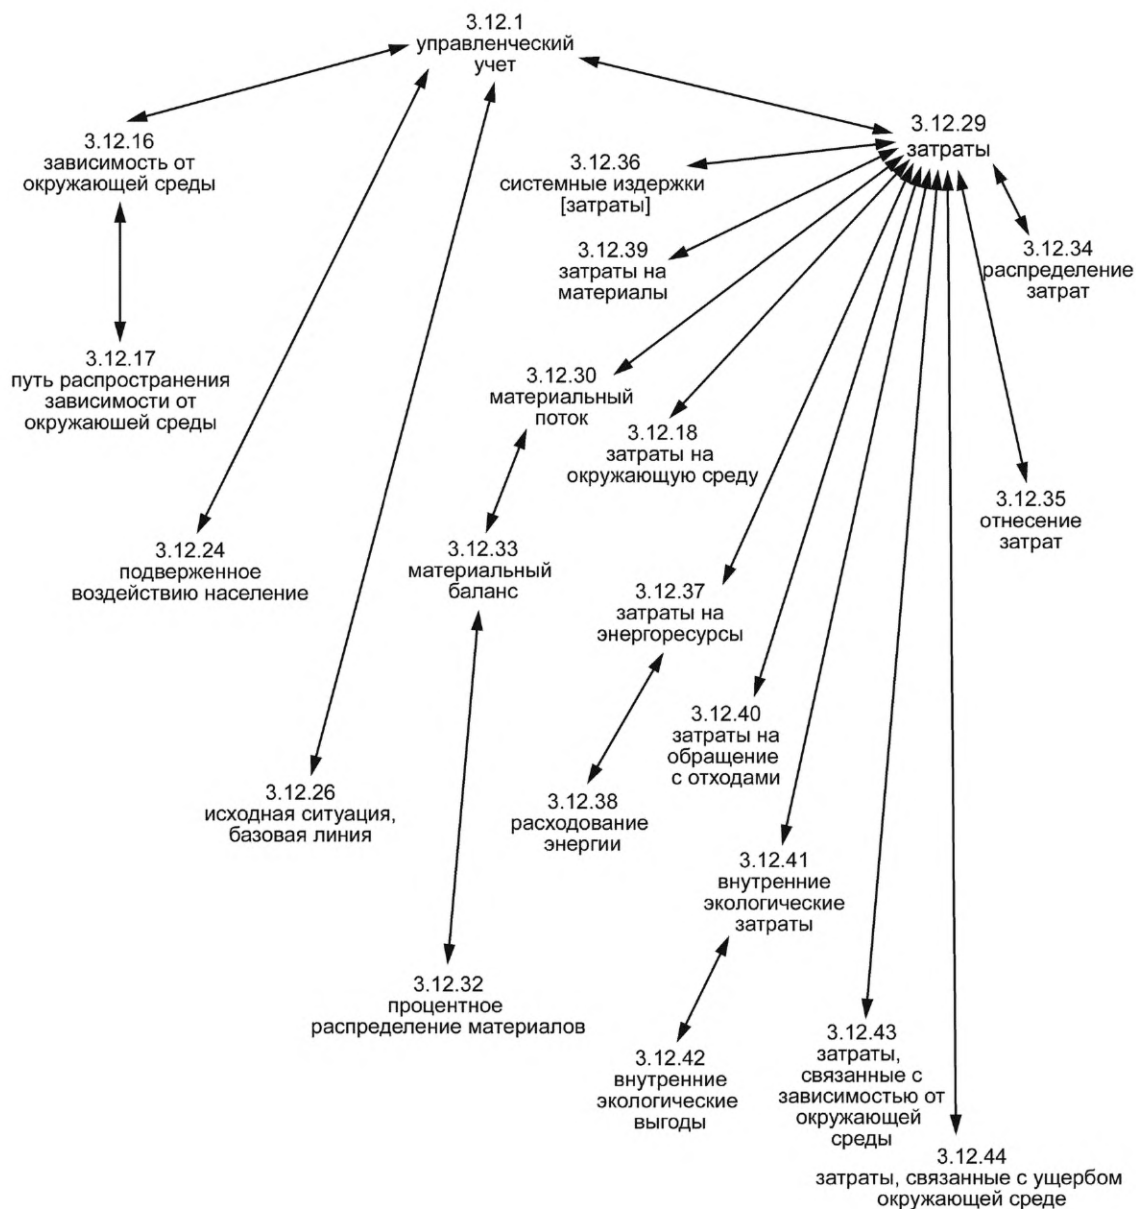 3.12.1
управленческий
учет
3.12.16
зависимость от
окружающей среды
3.12.29
затраты
3.12.36
системные издержки
[затраты]
3.12.39
затраты на
материалы
3.12.34
распределение
затрат
3.12.17
путь распространения
зависимости от
окружаюшей среды
3.12.30
материальный
поток
3.12.18
затраты на
окружающую среду
3.12.35
отнесение
затрат
3.12.24
подверженное
воздействию население
3.12.33
материальный
баланс
3.12.37
затраты на
энергоресурсы
3.12.40
затраты на
обращение
с отходами
3.12.26
исходная ситуация,
базовая линия
3.12.38
расходование
энергии
3.12.41
внутренние
экологические
затраты
3.12.32
процентное
распределение материалов
3.12.42
внутренние
экологические
выгоды
3.12.43
затраты,
связанные с
зависимостью от
окружающей
среды
3.12.44
затраты, связанные с ущербом
окружающей среде